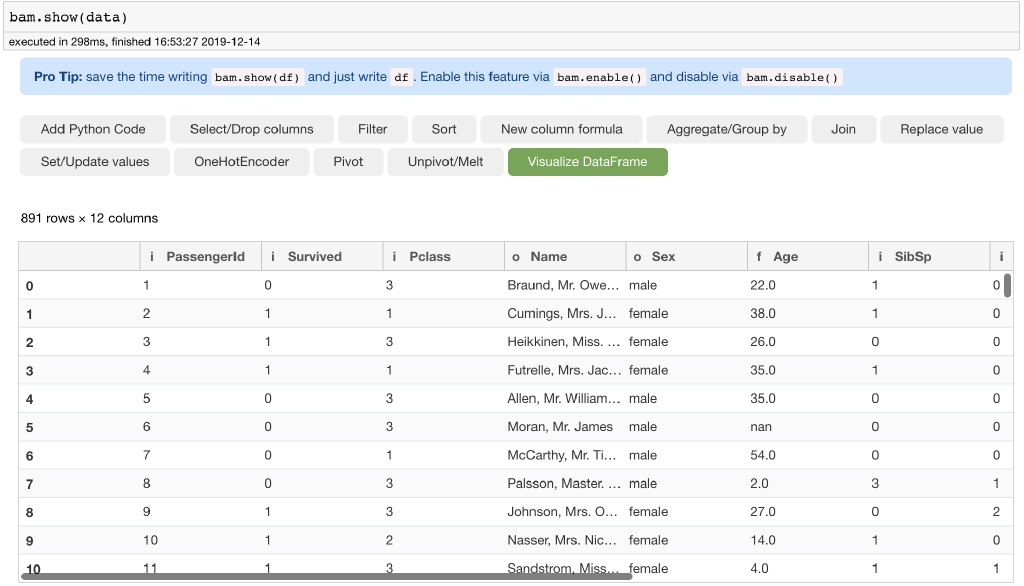 bam.show(data)
executed in 298ms, finished 16:53:27 2019-12-14
Pro Tip: save the time writing bam.show(df) and just write df . Enable this feature via bam.enable() and disable via bam.disable()
Add Python Code Select/Drop columns Filter Sort New column formula Aggregate/Group by Join Replace value
Set/Update values OneHotEncoder Pivot Unpivot/Melt Visualize DataFrame
891 rows × 12 columns
i PassengerId i Survived i Pclass o Name o Sex f Age i SibSp i
0 1 0 3 Braund, Mr. Owe... male 22.0 1 0
1 2 1 1 Cumings, Mrs. J... female 38.0 1 0
2 3 1 3 Heikkinen, Miss. ... female 26.0 0 0
3 4 1 1 Futrelle, Mrs. Jac... female 35.0 1 0
4 5 0 3 Allen, Mr. William... male 35.0 0 0
5 6 0 3 Moran, Mr. James male nan 0 0
6 7 0 1 McCarthy, Mr. Ti... male 54.0 0 0
7 8 0 3 Palsson, Master. ... male 2.0 3 1
8 9 1 3 Johnson, Mrs. O... female 27.0 0 2
9 10 1 2 Nasser, Mrs. Nic... female 14.0 1 0
10 11 1 3 Sandstrom, Miss... female 4.0 1 1